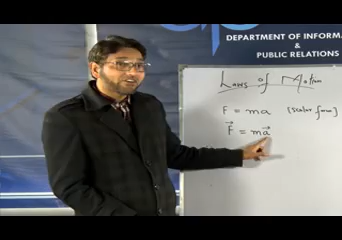 DEPARTMENT OF INFORMA
&
PUBLIC RELATIONS
Laws of Motion
F = ma [scalar form]
F⃗ = ma⃗